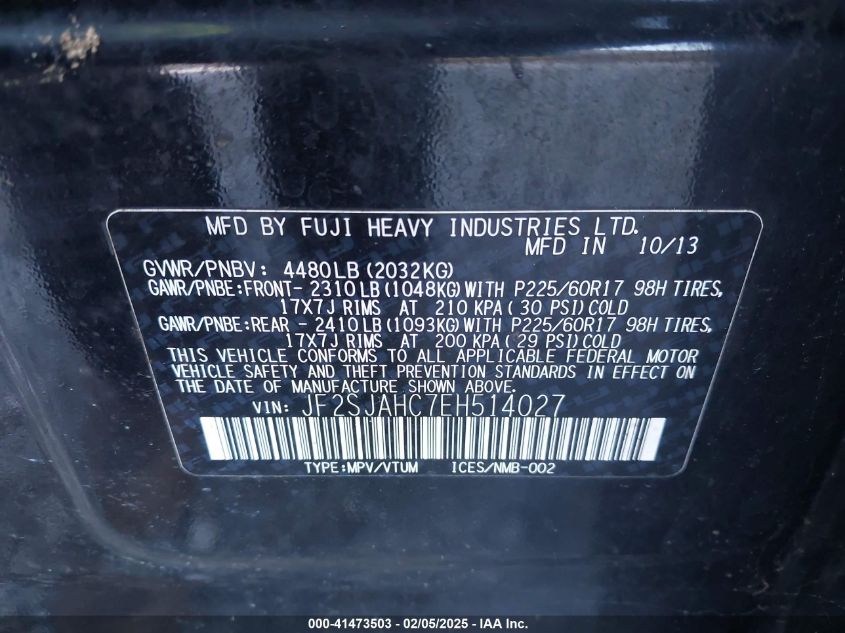 MFD BY FUJI HEAVY INDUSTRIES LTD.
MFD IN 10/13
GVWR/PNBV: 4480LB (2032KG)
GAWR/PNBE:FRONT- 2310LB (1048KG) WITH P225/60R17 98H TIRES,
17X7J RIMS AT 210 KPA ( 30 PSI) COLD
GAWR/PNBE:REAR - 2410LB (1093KG) WITH P225/60R17 98H TIRES,
17X7J RIMS AT 200 KPA ( 29 PSI) COLD
THIS VEHICLE CONFORMS TO ALL APPLICABLE FEDERAL MOTOR
VEHICLE SAFETY AND THEFT PREVENTION STANDARDS IN EFFECT ON
THE DATE OF MANUFACTURE SHOWN ABOVE.
VIN: JF2SJAHC7EH514027
TYPE:MPV/VTUM ICES/NMB-002
000-41473503 - 02/05/2025 - IAA Inc.